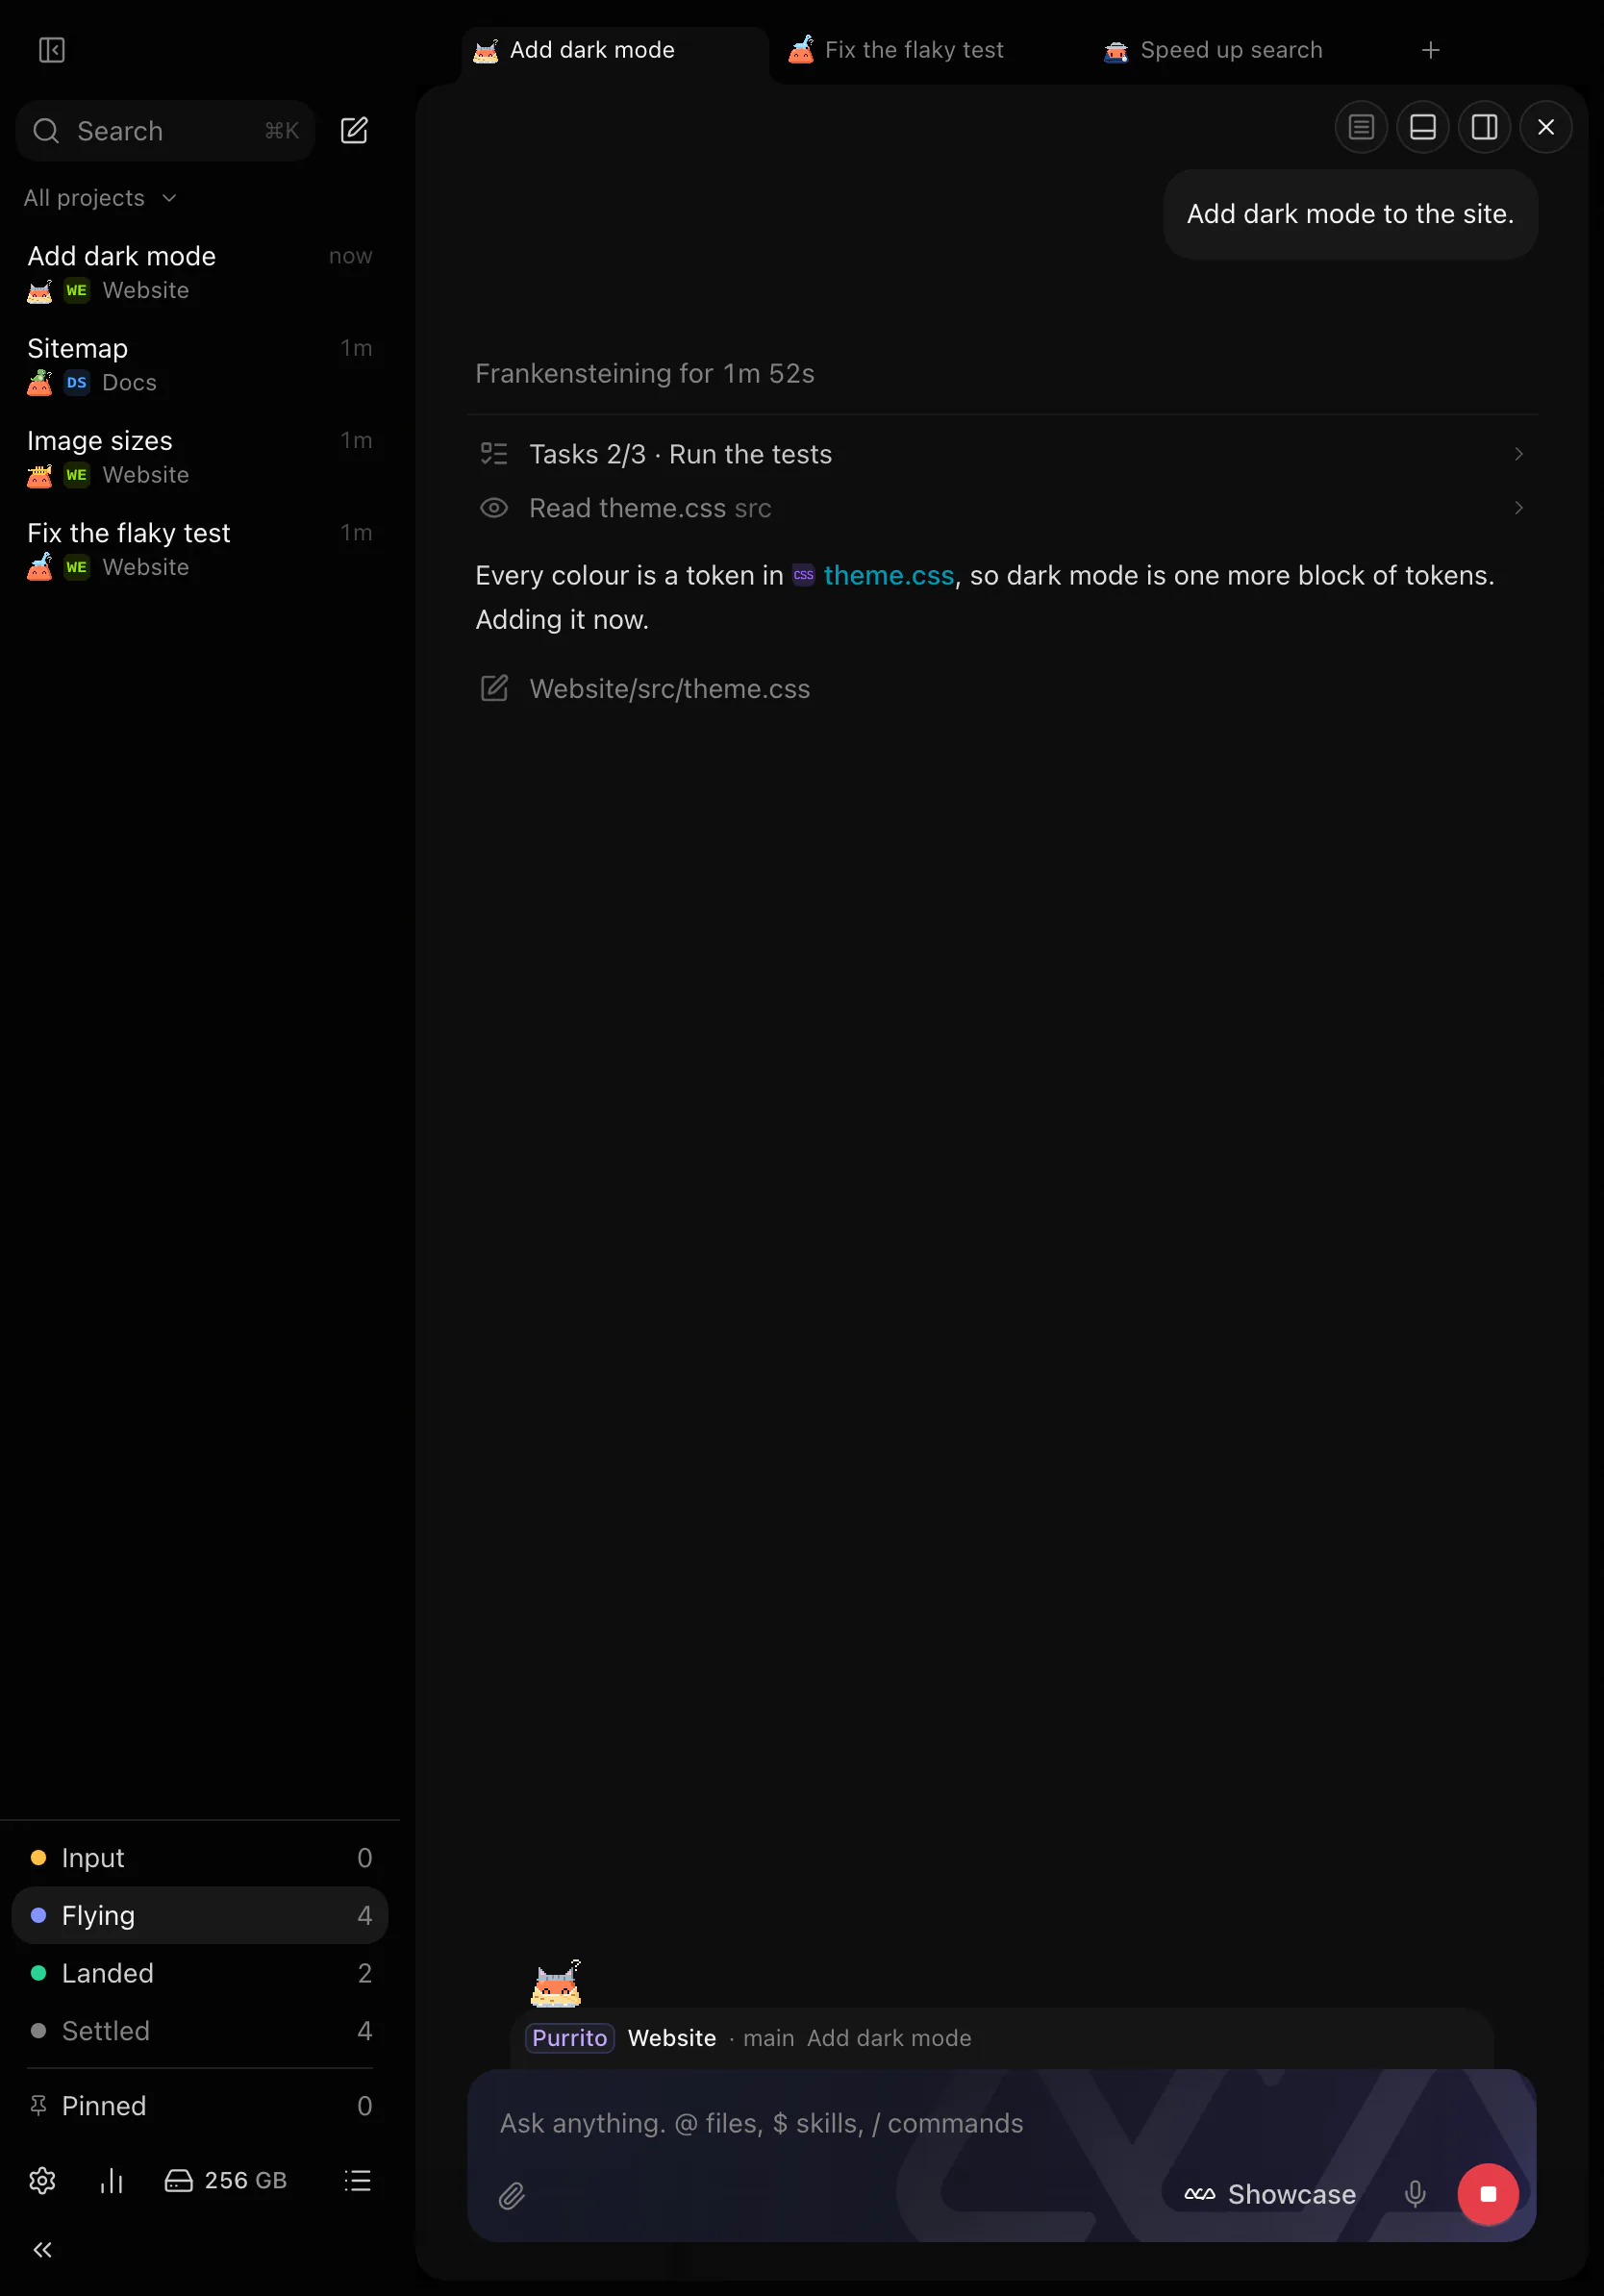 Add dark mode
Fix the flaky test
Speed up search
Search ⌘K
All projects
Add dark mode now
WE Website
Sitemap 1m
DS Docs
Image sizes 1m
WE Website
Fix the flaky test 1m
WE Website
Input 0
Flying 4
Landed 2
Settled 4
Pinned 0
256 GB
Add dark mode to the site.
Frankensteining for 1m 52s
Tasks 2/3 · Run the tests
Read theme.css src
Every colour is a token in CSS theme.css, so dark mode is one more block of tokens.
Adding it now.
Website/src/theme.css
?
Purrito Website · main Add dark mode
Ask anything. @ files, $ skills, / commands
Showcase